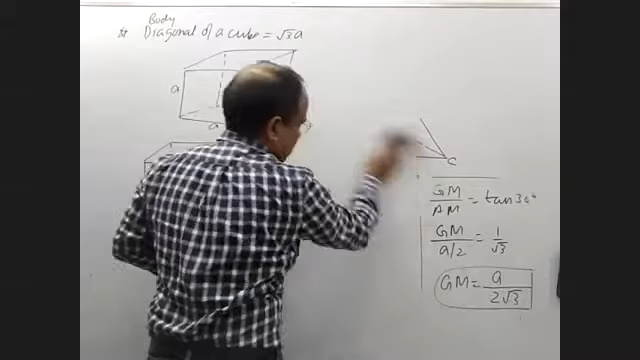 Body
☆ Diagonal of a cube = √3a
a
a
C
GM/AM = tan30°
GM/(a/2) = 1/√3
GM = a/(2√3)